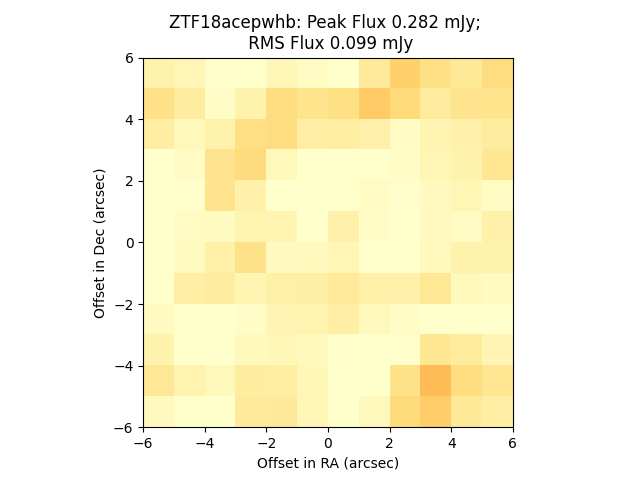 ZTF18acepwhb: Peak Flux 0.282 mJy;
RMS Flux 0.099 mJy
6
4
2
0
−2
−4
−6
Offset in Dec (arcsec)
−6 −4 −2 0 2 4 6
Offset in RA (arcsec)